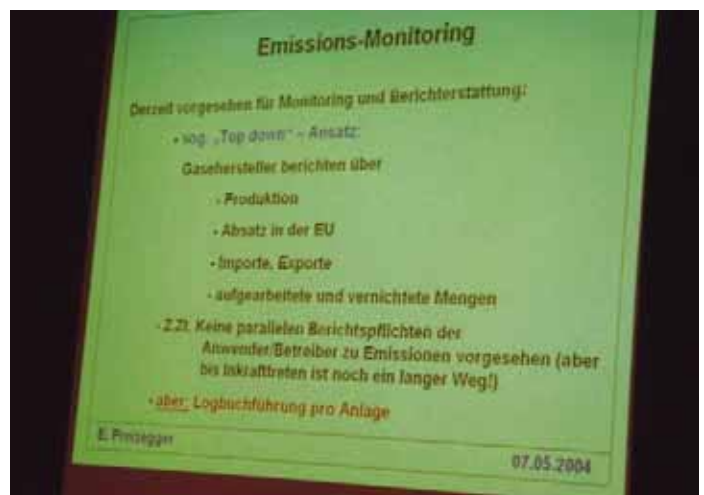 Emissions-Monitoring
Derzeit vorgesehen für Monitoring und Berichterstattung:
• sog. „Top down“ – Ansatz:
Gasehersteller berichten über
- Produktion
- Absatz in der EU
- Importe, Exporte
- aufgearbeitete und vernichtete Mengen
- Z.Zt. Keine parallelen Berichtspflichten der
Anwender/Betreiber zu Emissionen vorgesehen (aber
bis Inkrafttreten ist noch ein langer Weg!)
• aber: Logbuchführung pro Anlage
E.
07.05.2004